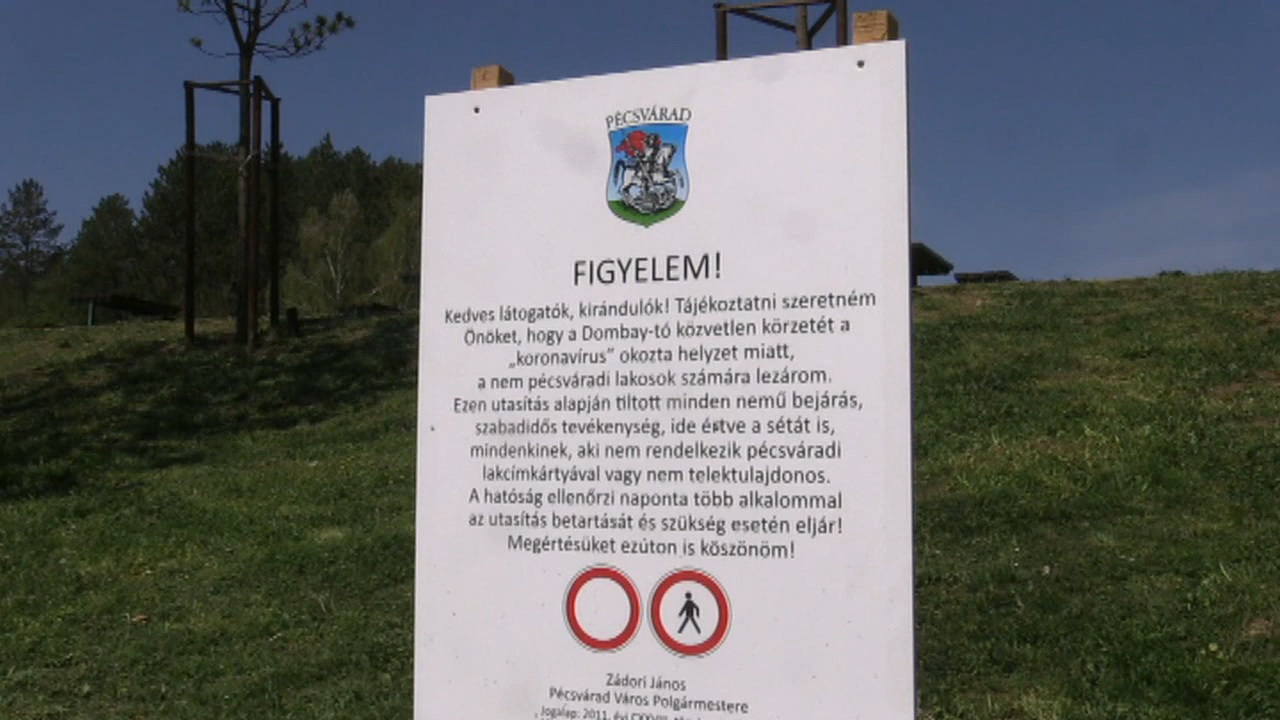 PÉCSVÁRAD
FIGYELEM!
Kedves látogatók, kirándulók! Tájékoztatni szeretném
Önöket, hogy a Dombay-tó közvetlen körzetét a
„koronavírus” okozta helyzet miatt,
a nem pécsváradi lakosok számára lezárom.
Ezen utasítás alapján tiltott minden nemű bejárás,
szabadidős tevékenység, ide értve a sétát is,
mindenkinek, aki nem rendelkezik pécsváradi
lakcímkártyával vagy nem telektulajdonos.
A hatóság ellenőrzi naponta több alkalommal
az utasítás betartását és szükség esetén eljár!
Megértésüket ezúton is köszönöm!
Zádori János
Pécsvárad Város Polgármestere
Jogalap: 2011. évi